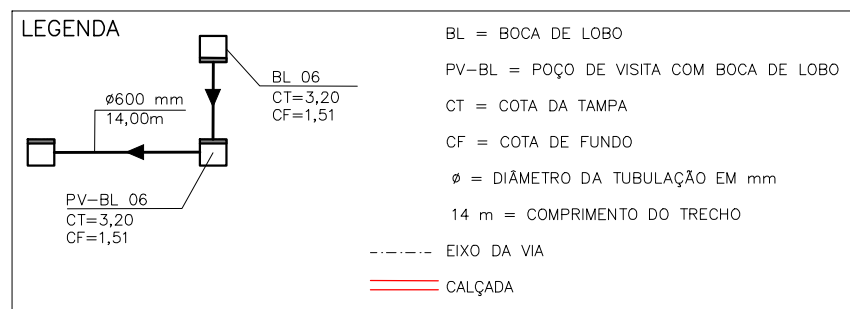 LEGENDA
BL 06
CT=3,20
CF=1,51
ø600 mm
14,00m
PV-BL 06
CT=3,20
CF=1,51
BL = BOCA DE LOBO
PV-BL = POÇO DE VISITA COM BOCA DE LOBO
CT = COTA DA TAMPA
CF = COTA DE FUNDO
ø = DIÂMETRO DA TUBULAÇÃO EM mm
14 m = COMPRIMENTO DO TRECHO
EIXO DA VIA
CALÇADA